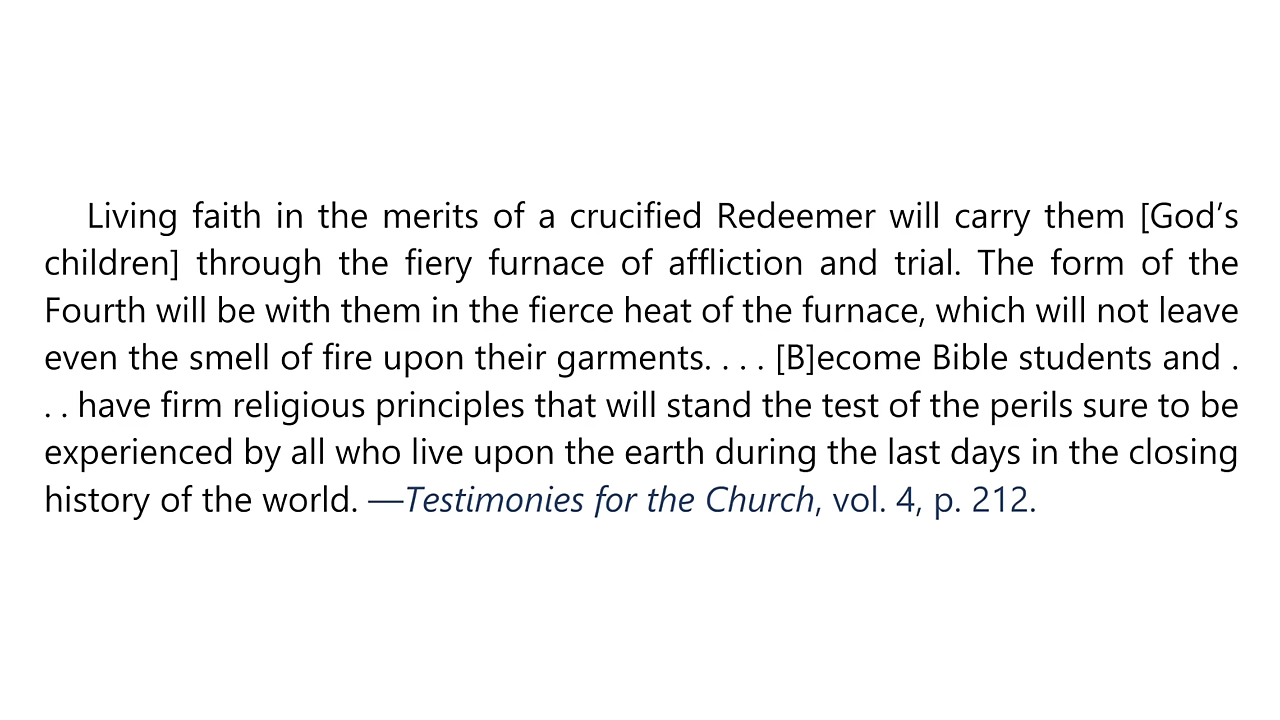 Living faith in the merits of a crucified Redeemer will carry them [God’s
children] through the fiery furnace of affliction and trial. The form of the
Fourth will be with them in the fierce heat of the furnace, which will not leave
even the smell of fire upon their garments. . . . [B]ecome Bible students and .
. . have firm religious principles that will stand the test of the perils sure to be
experienced by all who live upon the earth during the last days in the closing
history of the world. —Testimonies for the Church, vol. 4, p. 212.